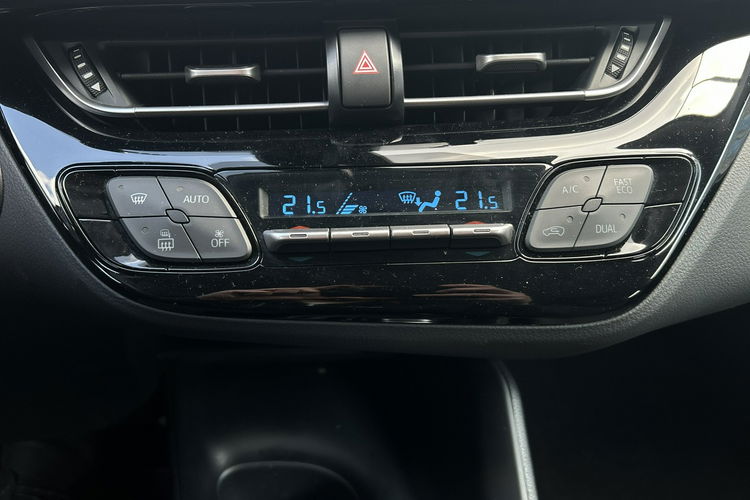 AUTO
OFF
21.5
21.5
A/C
FAST
ECO
DUAL